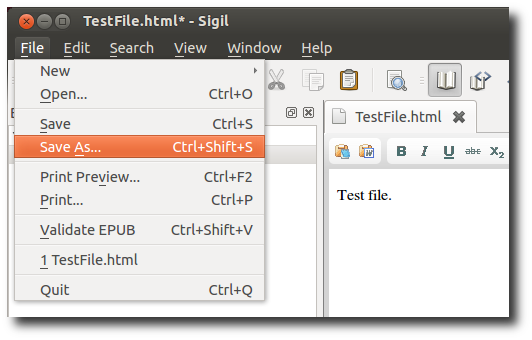 TestFile.html* - Sigil
File Edit Search View Window Help
New
Open... Ctrl+O
Save Ctrl+S
Save As... Ctrl+Shift+S
Print Preview... Ctrl+F2
Print... Ctrl+P
Validate EPUB Ctrl+Shift+V
1 TestFile.html
Quit Ctrl+Q
TestFile.html
B I U abc X2
Test file.